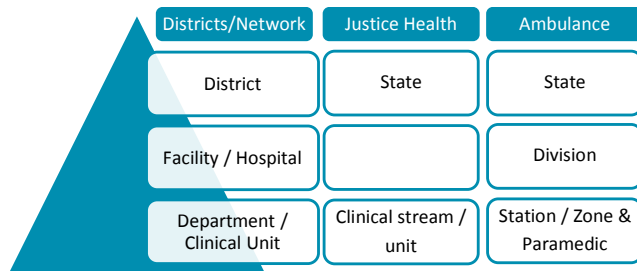 Districts/Network
Justice Health
Ambulance
District
State
State
Facility / Hospital
Division
Department /
Clinical Unit
Clinical stream /
unit
Station / Zone &
Paramedic